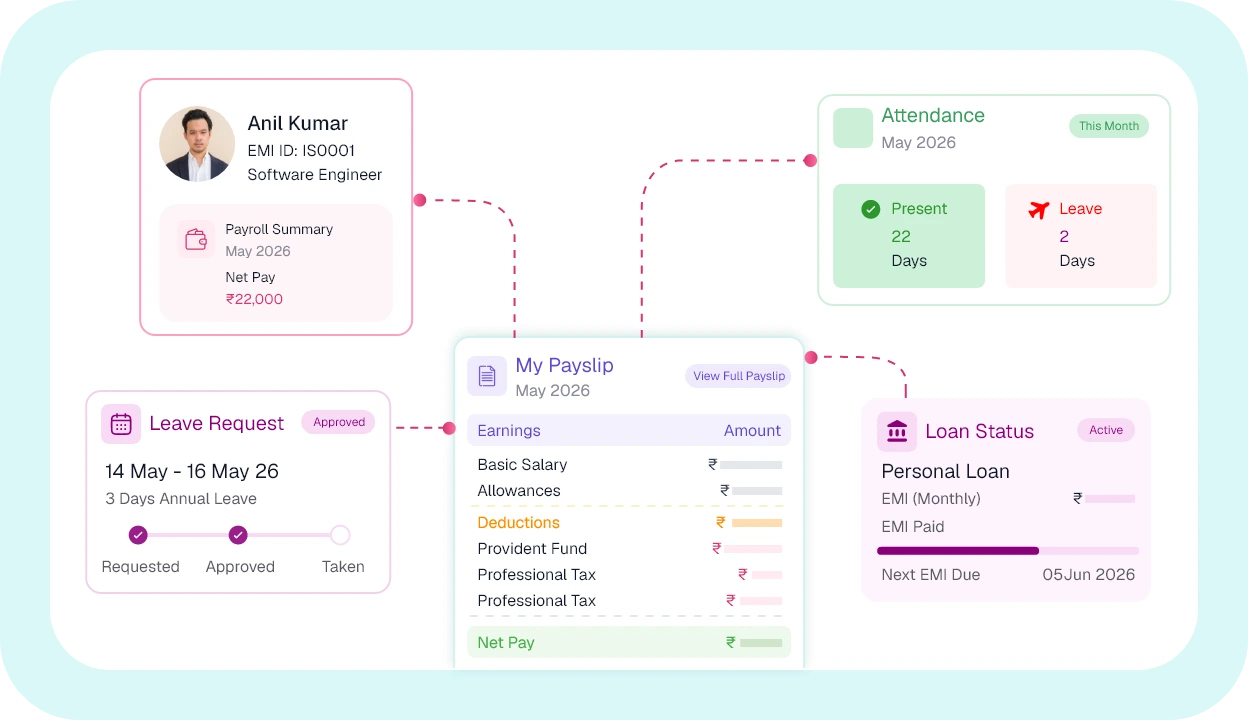 Anil Kumar
EMI ID: IS0001
Software Engineer
Payroll Summary
May 2026
Net Pay
₹22,000
Attendance
May 2026
This Month
Present
22
Days
Leave
2
Days
Leave Request
Approved
14 May - 16 May 26
3 Days Annual Leave
Requested
Approved
Taken
My Payslip
May 2026
View Full Payslip
Earnings Amount
Basic Salary ₹
Allowances ₹
Deductions ₹
Provident Fund ₹
Professional Tax ₹
Professional Tax ₹
Net Pay ₹
Loan Status
Active
Personal Loan
EMI (Monthly) ₹
EMI Paid
Next EMI Due 05Jun 2026